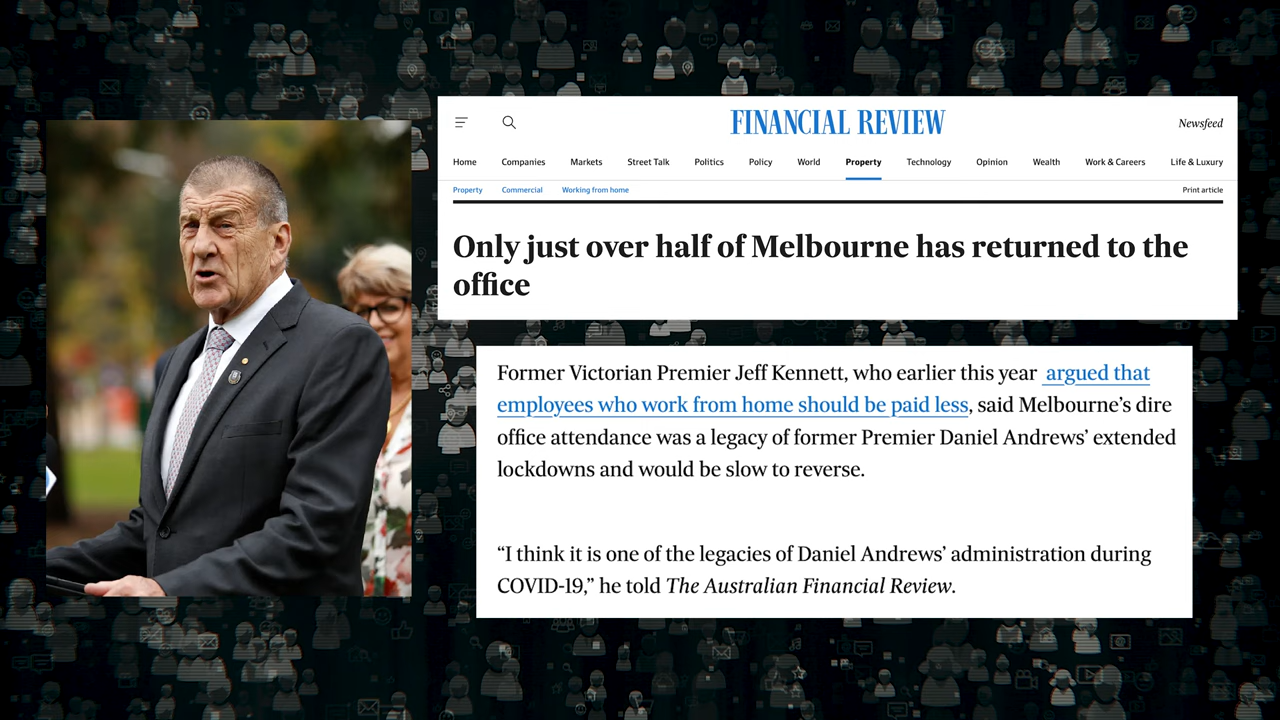 FINANCIAL REVIEW
Newsfeed
Home Companies Markets Street Talk Politics Policy World Property Technology Opinion Wealth Work & Careers Life & Luxury
Property Commercial Working from home
Print article
Only just over half of Melbourne has returned to the
office
Former Victorian Premier Jeff Kennett, who earlier this year argued that
employees who work from home should be paid less, said Melbourne’s dire
office attendance was a legacy of former Premier Daniel Andrews’ extended
lockdowns and would be slow to reverse.
“I think it is one of the legacies of Daniel Andrews’ administration during
COVID-19,” he told The Australian Financial Review.